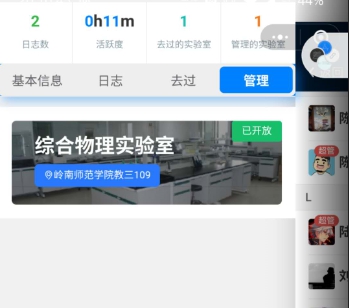 44%
2 0h11m 1 1
日志数 活跃度 去过的实验室 管理的实验室
基本信息 日志 去过 管理
已开放
综合物理实验室
岭南师范学院教三109
陈
超管
陈
L
超管
陆
刘